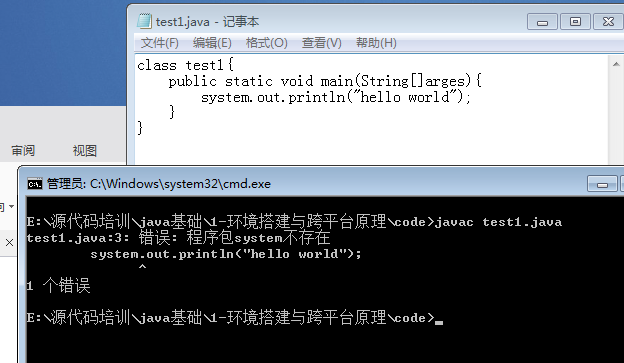 test1.java - 记事本
文件(F) 编辑(E) 格式(O) 查看(V) 帮助(H)
class test1{
    public static void main(String[]arges){
        system.out.println("hello world");
    }
}
审阅 视图
管理员: C:\Windows\system32\cmd.exe
E:\源代码培训\java基础\1-环境搭建与跨平台原理\code>javac test1.java
test1.java:3: 错误: 程序包system不存在
        system.out.println("hello world");
              ^
1 个错误
E:\源代码培训\java基础\1-环境搭建与跨平台原理\code>_